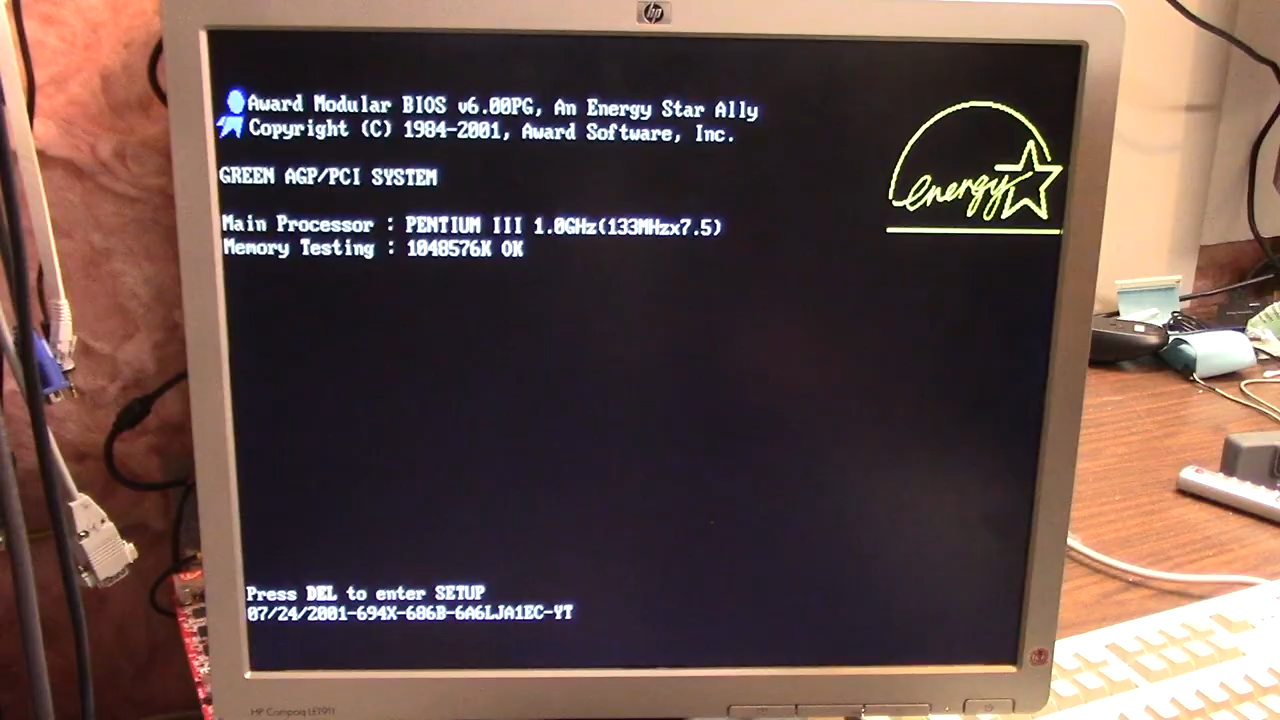 hp
Award Modular BIOS v6.00PG, An Energy Star Ally
Copyright (C) 1984-2001, Award Software, Inc.
GREEN AGP/PCI SYSTEM
energy
Main Processor : PENTIUM III 1.0GHz(133MHzx7.5)
Memory Testing : 1048576K OK
Press DEL to enter SETUP
07/24/2001-694X-686B-6A6LJA1EC-YT
HP Compaq LE1911